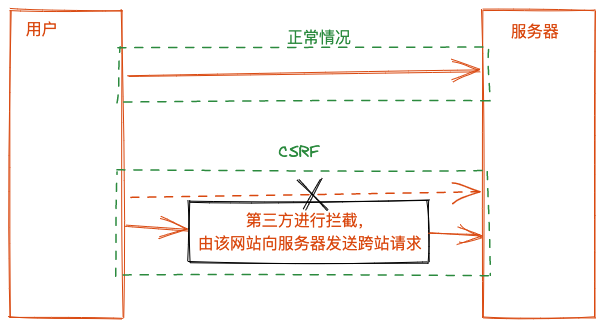 用户
服务器
正常情况
CSRF
第三方进行拦截，
由该网站向服务器发送跨站请求